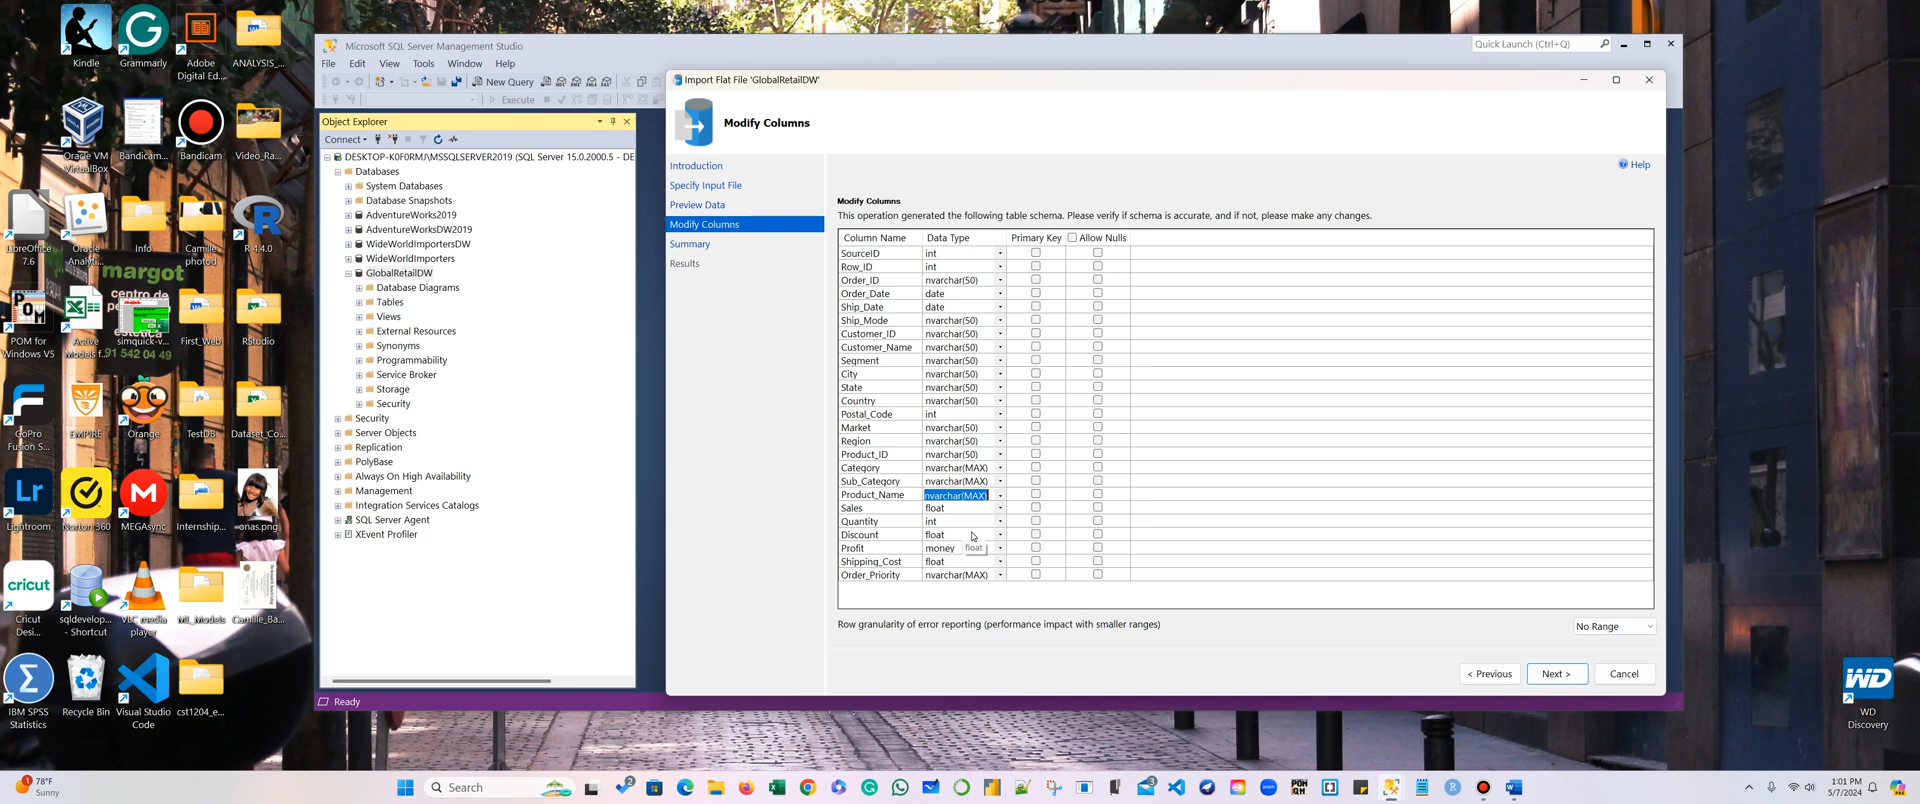 Kindle
Grammarly
Adobe
Digital Ed...
ANALYSIS_...
Oracle VM
VirtualBox
Bandicam...
Bandicam
Video_Ra...
LibreOffice
7.6
Oracle
Analyti...
Info
Camille
photod
R 4.4.0
margot
centro de
91 542 04 49
POM for
Windows V5
Active
Models f...
simquick-v...
First_Web
RStudio
GoPro
Fusion S...
EMPIRE
Orange
TestDB
Dataset_Co...
Lightroom
Norton 360
MEGAsync
Internship...
onas.png
Cricut
Desi...
sqldevelop...
- Shortcut
VLC media
player
ML_Models
Camille_Ba...
IBM SPSS
Statistics
Recycle Bin
Visual Studio
Code
cst1204_e...
WD
Discovery
Microsoft SQL Server Management Studio
Quick Launch (Ctrl+Q)
File Edit View Tools Window Help
New Query
Execute
Object Explorer
Connect
DESKTOP-K0F0RMJ\MSSQLSERVER2019 (SQL Server 15.0.2000.5 - DE
Databases
System Databases
Database Snapshots
AdventureWorks2019
AdventureWorksDW2019
WideWorldImportersDW
WideWorldImporters
GlobalRetailDW
Database Diagrams
Tables
Views
External Resources
Synonyms
Programmability
Service Broker
Storage
Security
Security
Server Objects
Replication
PolyBase
Always On High Availability
Management
Integration Services Catalogs
SQL Server Agent
XEvent Profiler
Ready
Import Flat File 'GlobalRetailDW'
Modify Columns
Introduction
Specify Input File
Preview Data
Modify Columns
Summary
Results
Help
Modify Columns
This operation generated the following table schema. Please verify if schema is accurate, and if not, please make any changes.
Column Name Data Type Primary Key Allow Nulls
SourceID int
Row_ID int
Order_ID nvarchar(50)
Order_Date date
Ship_Date date
Ship_Mode nvarchar(50)
Customer_ID nvarchar(50)
Customer_Name nvarchar(50)
Segment nvarchar(50)
City nvarchar(50)
State nvarchar(50)
Country nvarchar(50)
Postal_Code int
Market nvarchar(50)
Region nvarchar(50)
Product_ID nvarchar(50)
Category nvarchar(MAX)
Sub_Category nvarchar(MAX)
Product_Name nvarchar(MAX)
Sales float
Quantity int
Discount float
Profit money float
Shipping_Cost float
Order_Priority nvarchar(MAX)
Row granularity of error reporting (performance impact with smaller ranges)
No Range
< Previous Next > Cancel
78°F
Sunny
Search
1:01 PM
5/7/2024